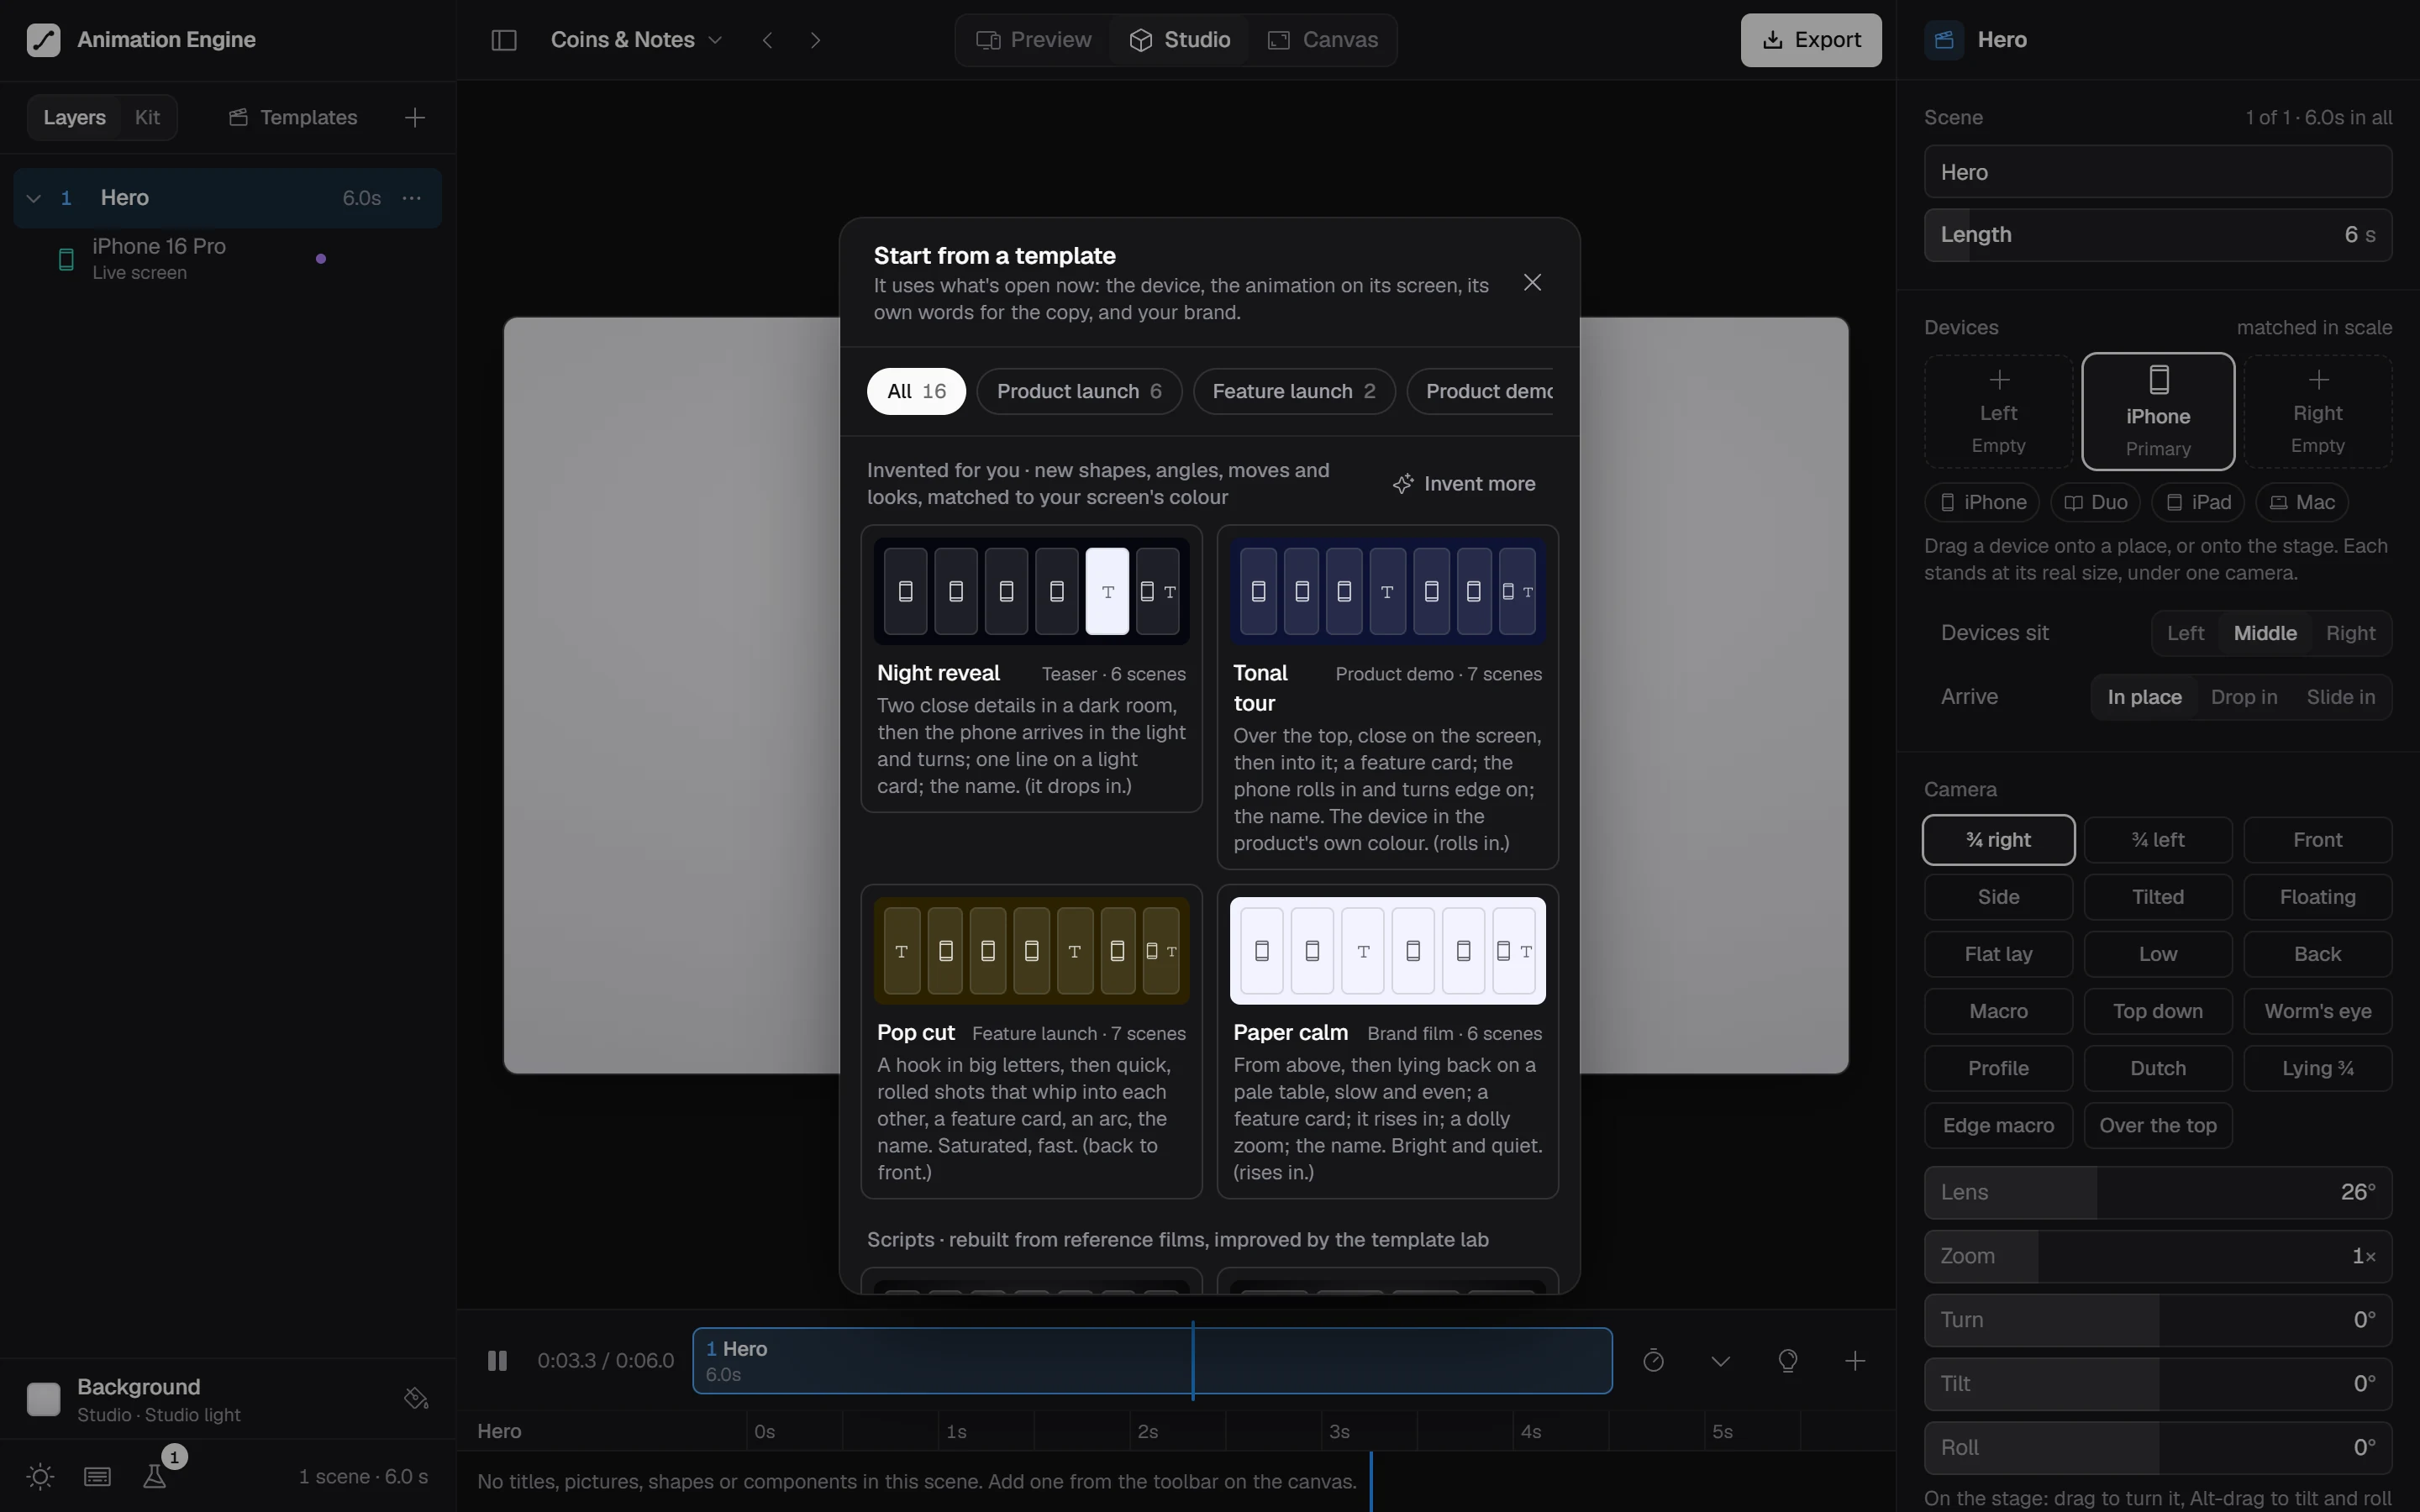 Animation Engine
Coins & Notes
Preview
Studio
Canvas
Export
Hero
Layers
Kit
Templates
1 Hero 6.0s
iPhone 16 Pro
Live screen
Start from a template
It uses what's open now: the device, the animation on its screen, its
own words for the copy, and your brand.
All 16
Product launch 6
Feature launch 2
Product demo
Invented for you · new shapes, angles, moves and
looks, matched to your screen's colour
Invent more
T
T
Night reveal
Teaser · 6 scenes
Two close details in a dark room,
then the phone arrives in the light
and turns; one line on a light
card; the name. (it drops in.)
T
T
Tonal
tour
Product demo · 7 scenes
Over the top, close on the screen,
then into it; a feature card; the
phone rolls in and turns edge on;
the name. The device in the
product's own colour. (rolls in.)
T
T
T
Pop cut
Feature launch · 7 scenes
A hook in big letters, then quick,
rolled shots that whip into each
other, a feature card, an arc, the
name. Saturated, fast. (back to
front.)
T
T
Paper calm
Brand film · 6 scenes
From above, then lying back on a
pale table, slow and even; a
feature card; it rises in; a dolly
zoom; the name. Bright and quiet.
(rises in.)
Scripts · rebuilt from reference films, improved by the template lab
Scene
1 of 1 · 6.0s in all
Hero
Length 6 s
Devices
matched in scale
Left
Empty
iPhone
Primary
Right
Empty
iPhone
Duo
iPad
Mac
Drag a device onto a place, or onto the stage. Each
stands at its real size, under one camera.
Devices sit
Left
Middle
Right
Arrive
In place
Drop in
Slide in
Camera
¾ right
¾ left
Front
Side
Tilted
Floating
Flat lay
Low
Back
Macro
Top down
Worm's eye
Profile
Dutch
Lying ¾
Edge macro
Over the top
Lens 26°
Zoom 1×
Turn 0°
Tilt 0°
Roll 0°
On the stage: drag to turn it, Alt-drag to tilt and roll
Background
Studio · Studio light
1
1 scene · 6.0 s
0:03.3 / 0:06.0
1 Hero
6.0s
Hero
0s
1s
2s
3s
4s
5s
No titles, pictures, shapes or components in this scene. Add one from the toolbar on the canvas.